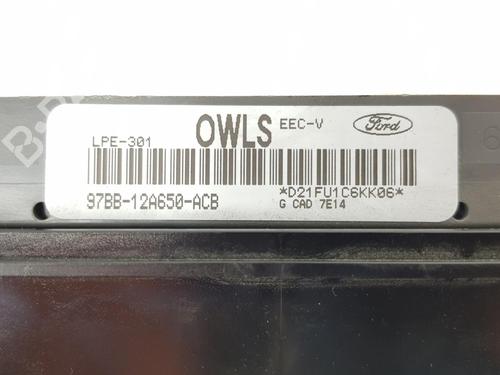 LPE-301 OWLS EEC-V Ford
97BB-12A650-ACB *D21FU1C6KK06*
G CAD 7E14